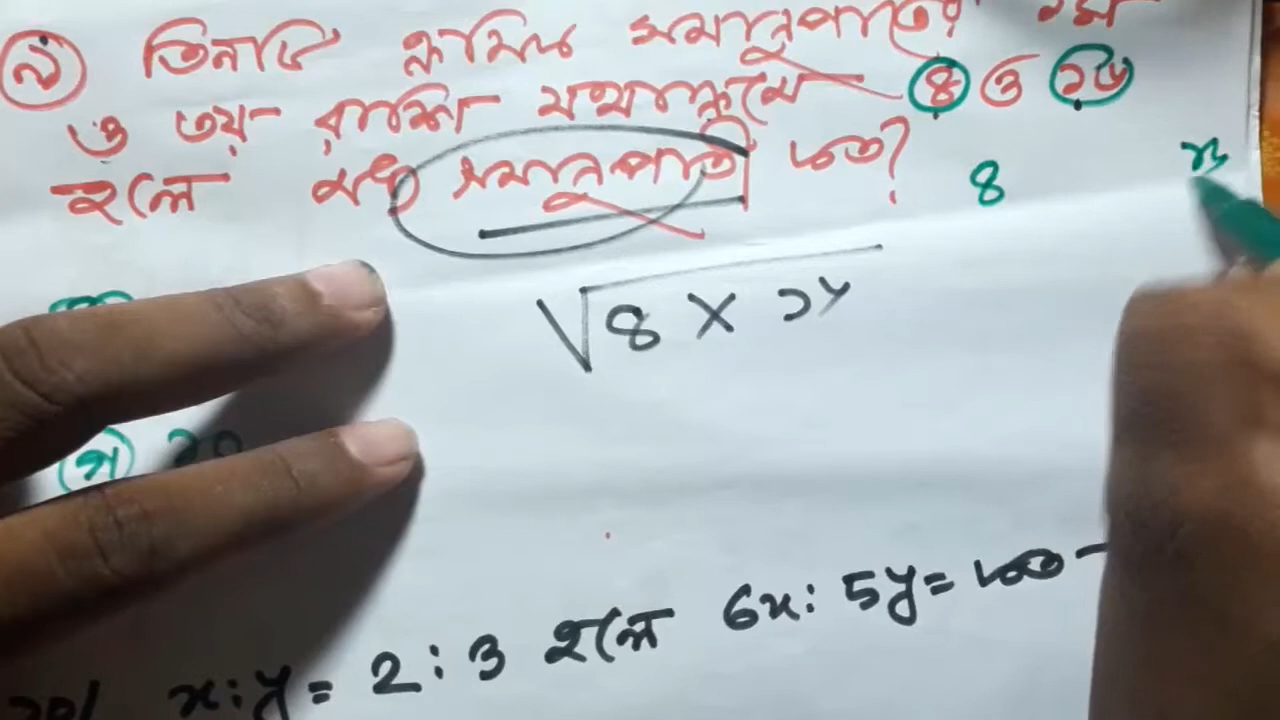 ৯ তিনটি ক্রমিক সমানুপাতের ১ম
ও ৩য় রাশি যথাক্রমে ৪ ও ১৬
হলে মধ্য সমানুপাতী কত?
৪
√৪ X ১৬
গ
x:y = 2:3 হলে 6x: 5y= কত